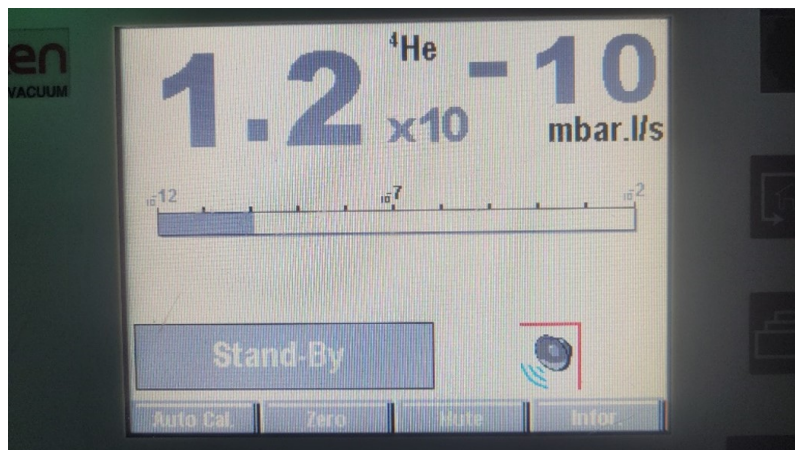 en
VACUUM
1.2 x10 -10
⁴He
mbar.l/s
10-12 10-7 10-2
Stand-By
Auto Cal. Zero Mute Infor.